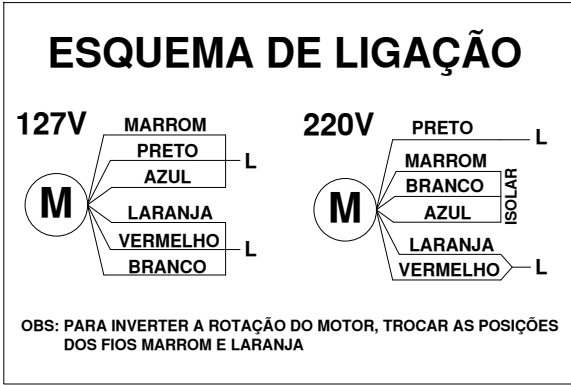 ESQUEMA DE LIGAÇÃO
127V
MARROM
PRETO
L
AZUL
M
LARANJA
VERMELHO
L
BRANCO
220V
PRETO
L
MARROM
BRANCO
ISOLAR
AZUL
M
LARANJA
VERMELHO
L
OBS: PARA INVERTER A ROTAÇÃO DO MOTOR, TROCAR AS POSIÇÕES
DOS FIOS MARROM E LARANJA